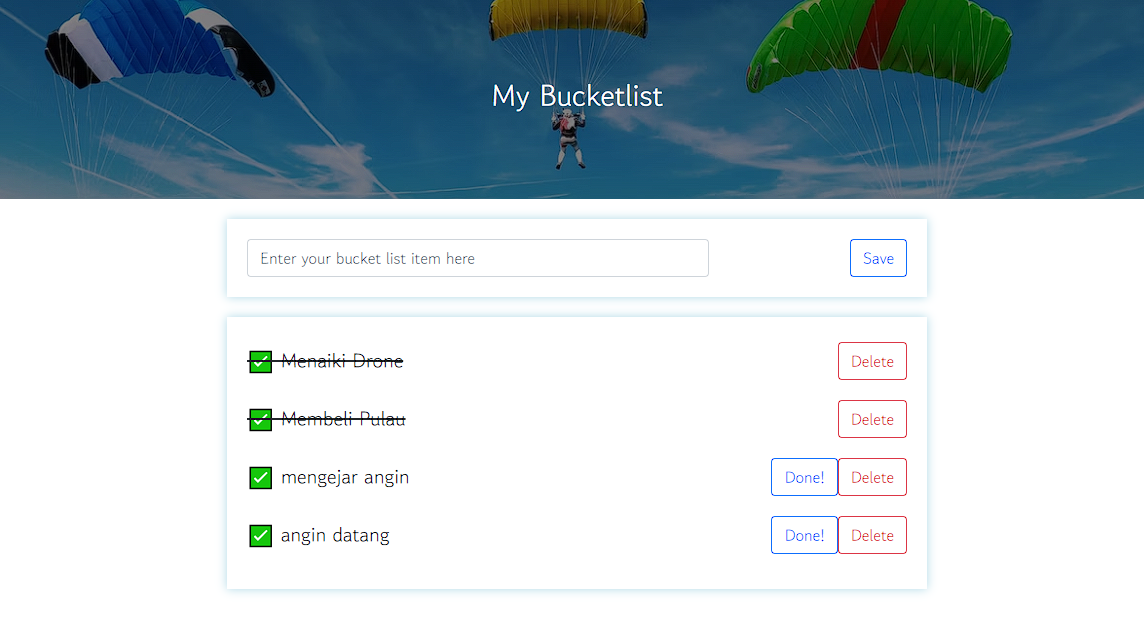 My Bucketlist
Enter your bucket list item here
Save
✅ Menaiki Drone
Delete
✅ Membeli Pulau
Delete
✅ mengejar angin
Done!
Delete
✅ angin datang
Done!
Delete